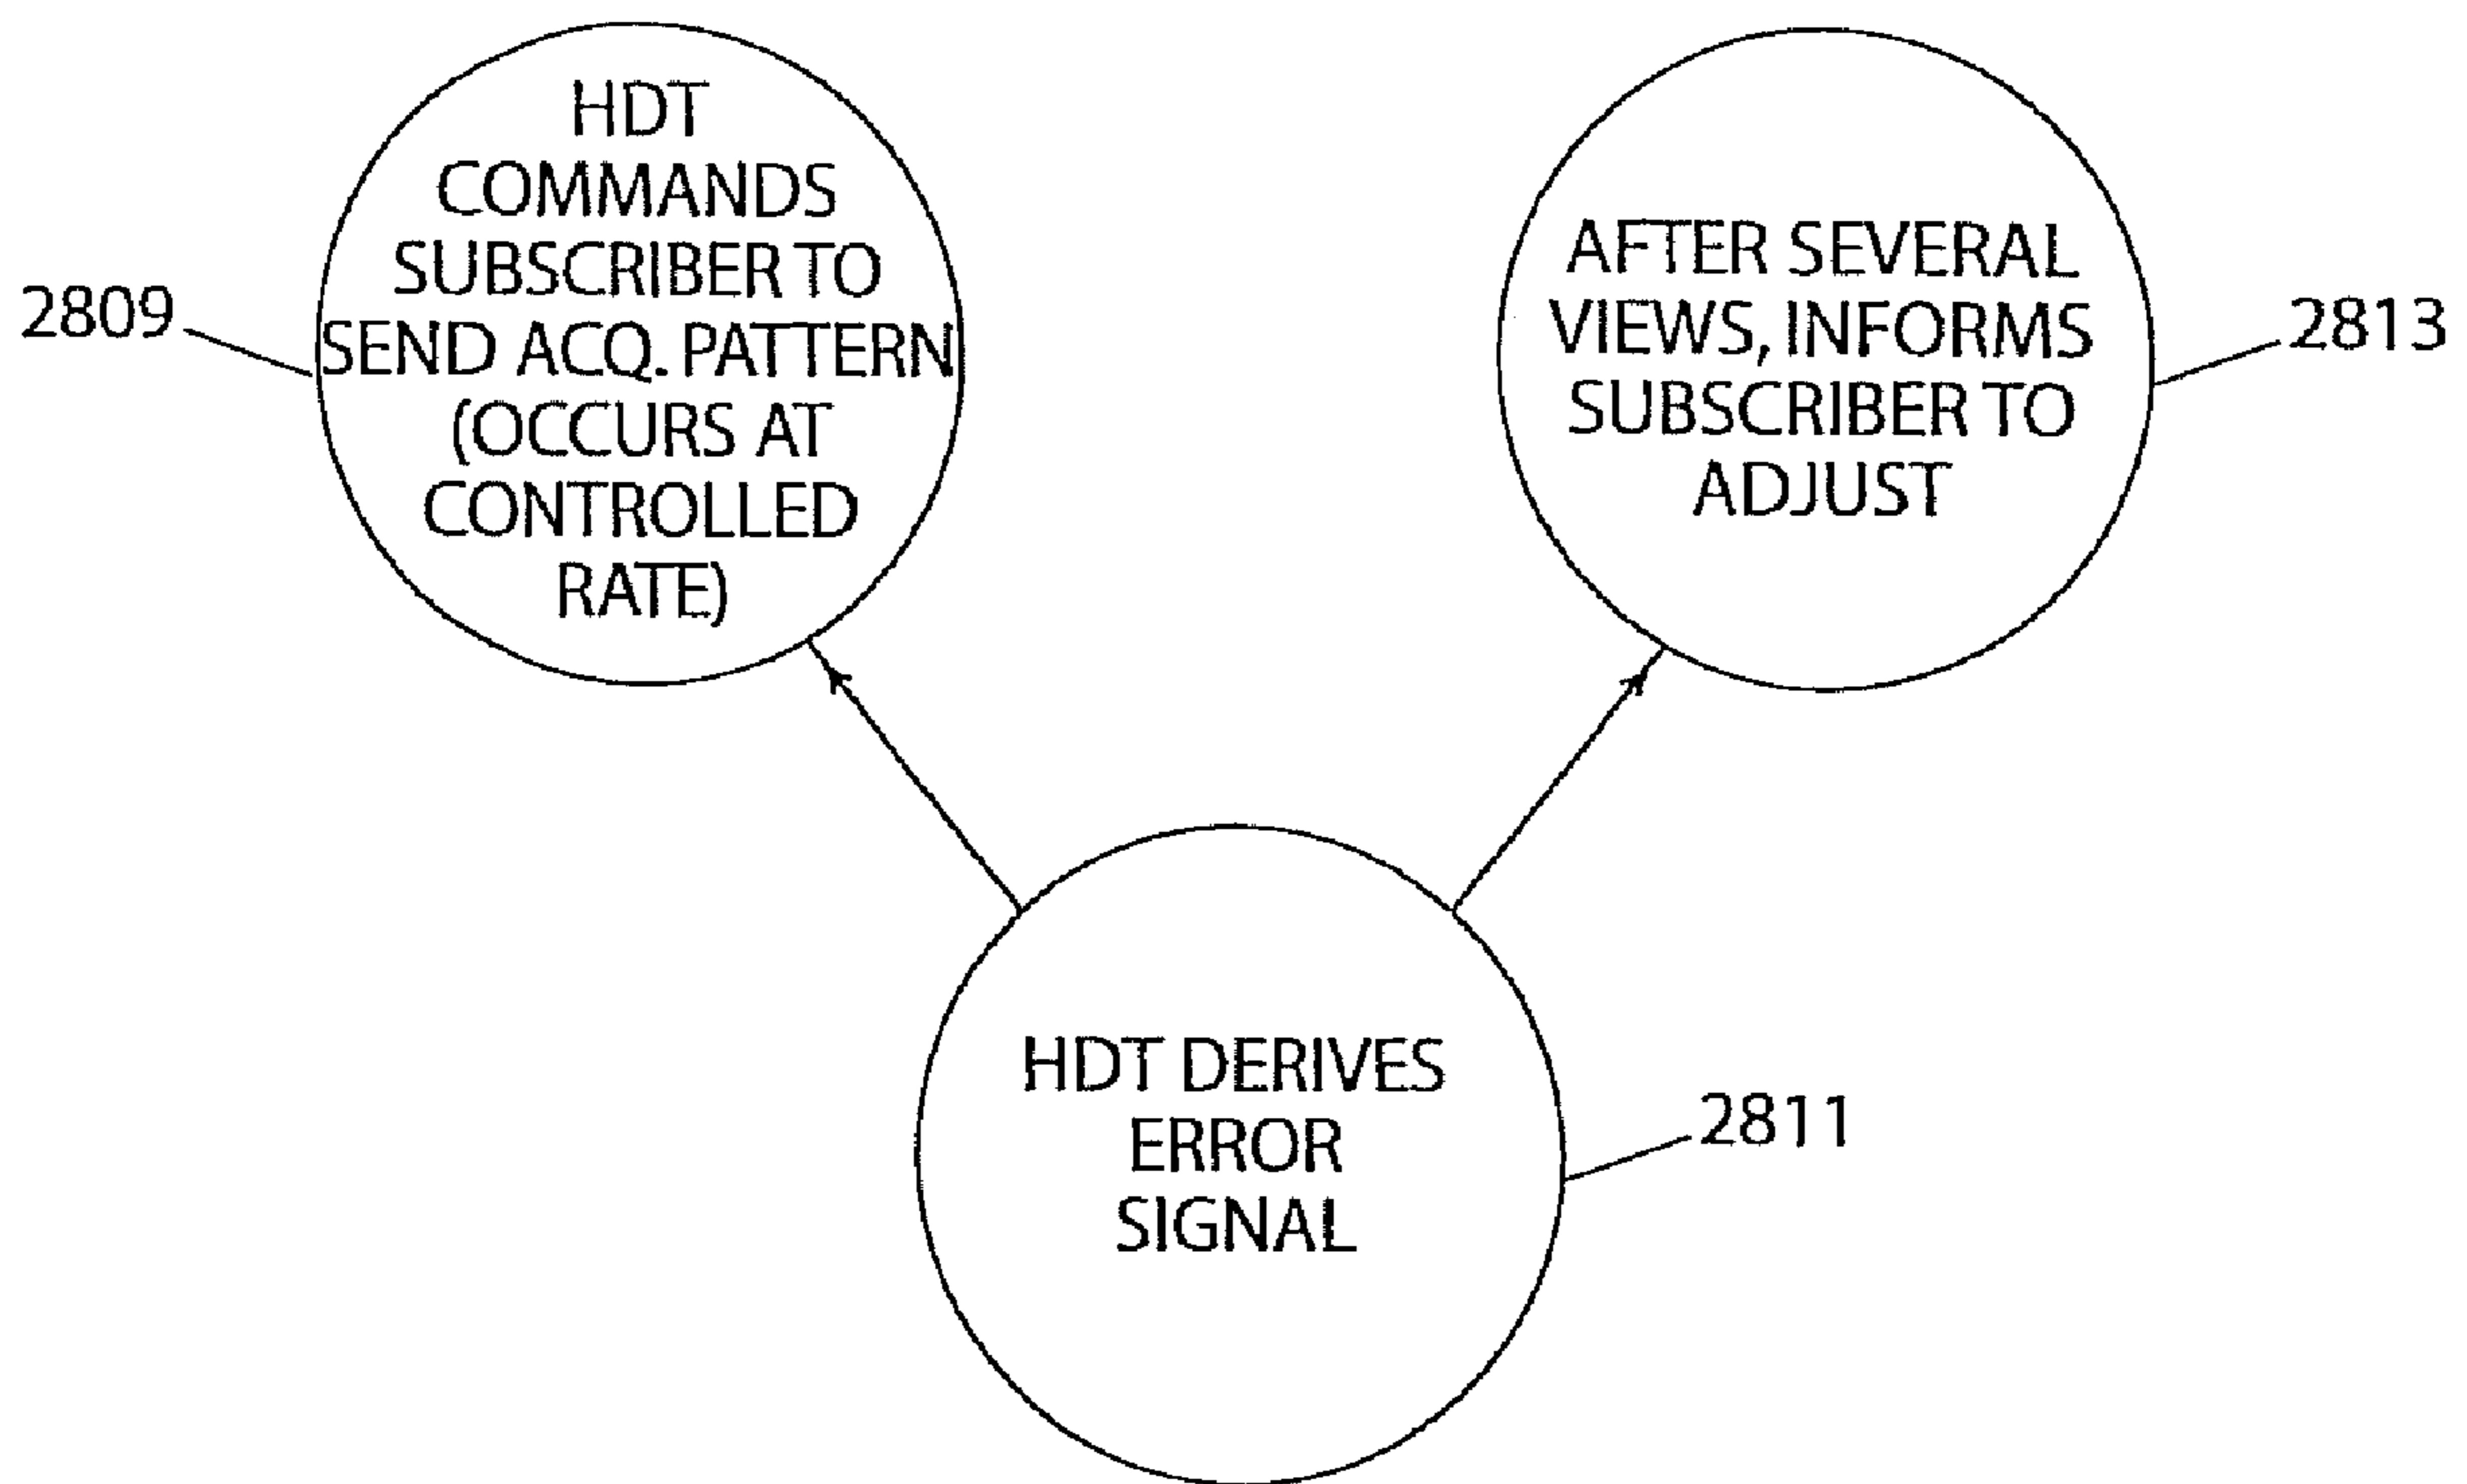 HDT
COMMANDS
SUBSCRIBER TO
SEND ACQ. PATTERN
(OCCURS AT
CONTROLLED
RATE)
2809
AFTER SEVERAL
VIEWS, INFORMS
SUBSCRIBER TO
ADJUST
2813
HDT DERIVES
ERROR
SIGNAL
2811